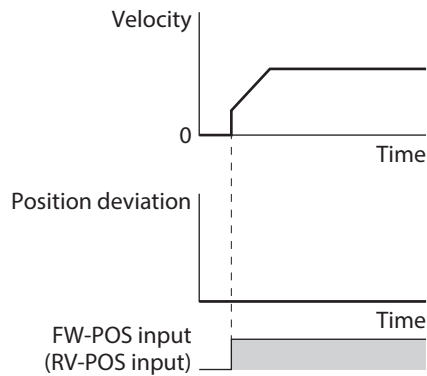 Velocity
0
Time
Position deviation
Time
FW-POS input
(RV-POS input)